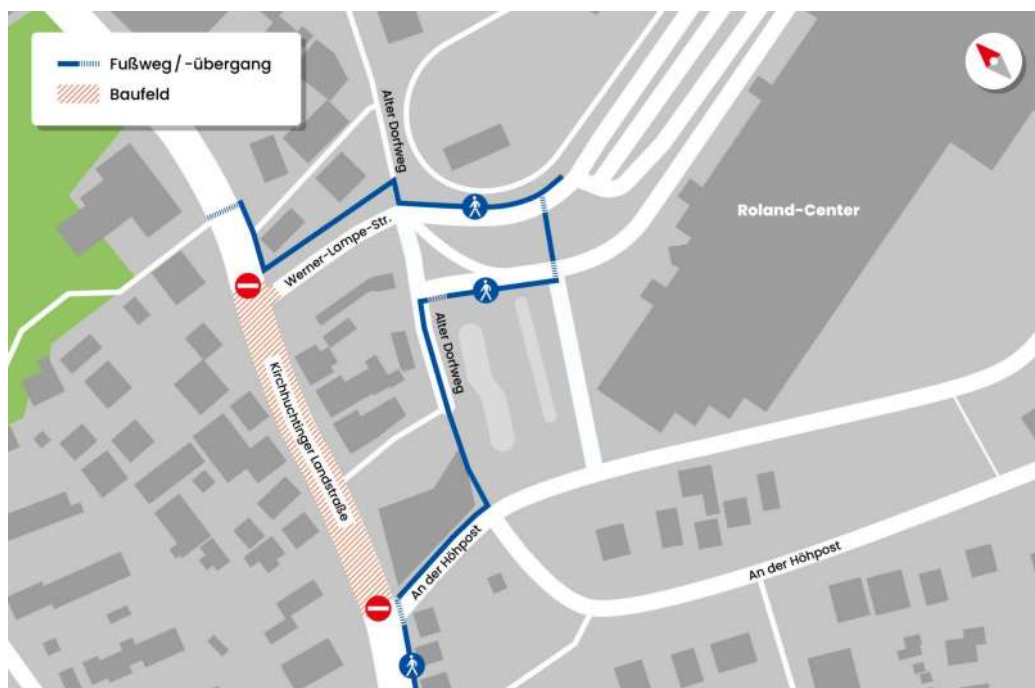 Fußweg / -übergang
Baufeld
Alter Dorfweg
Roland-Center
Werner-Lampe-Str.
Alter Dorfweg
Kirchhuchtinger Landstraße
An der Höhpost
An der Höhpost